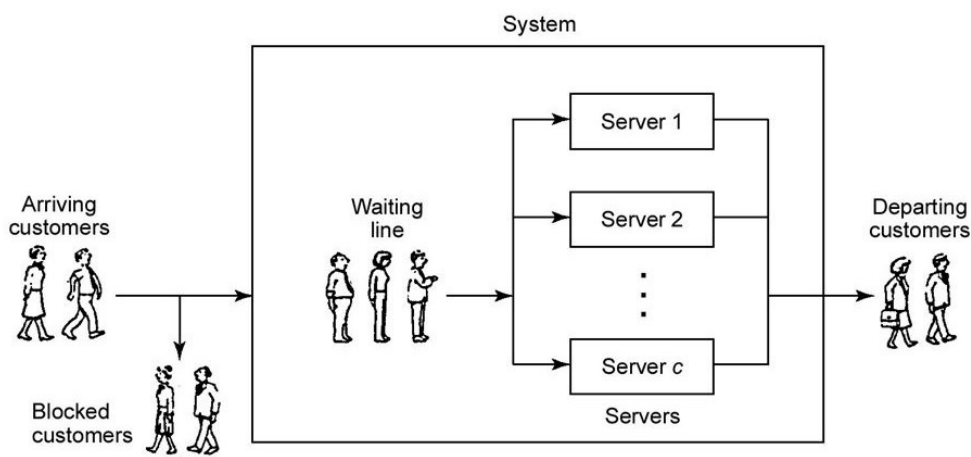 System
Server 1
Arriving
customers
Waiting
line
Server 2
Departing
customers
Server c
Blocked
customers
Servers